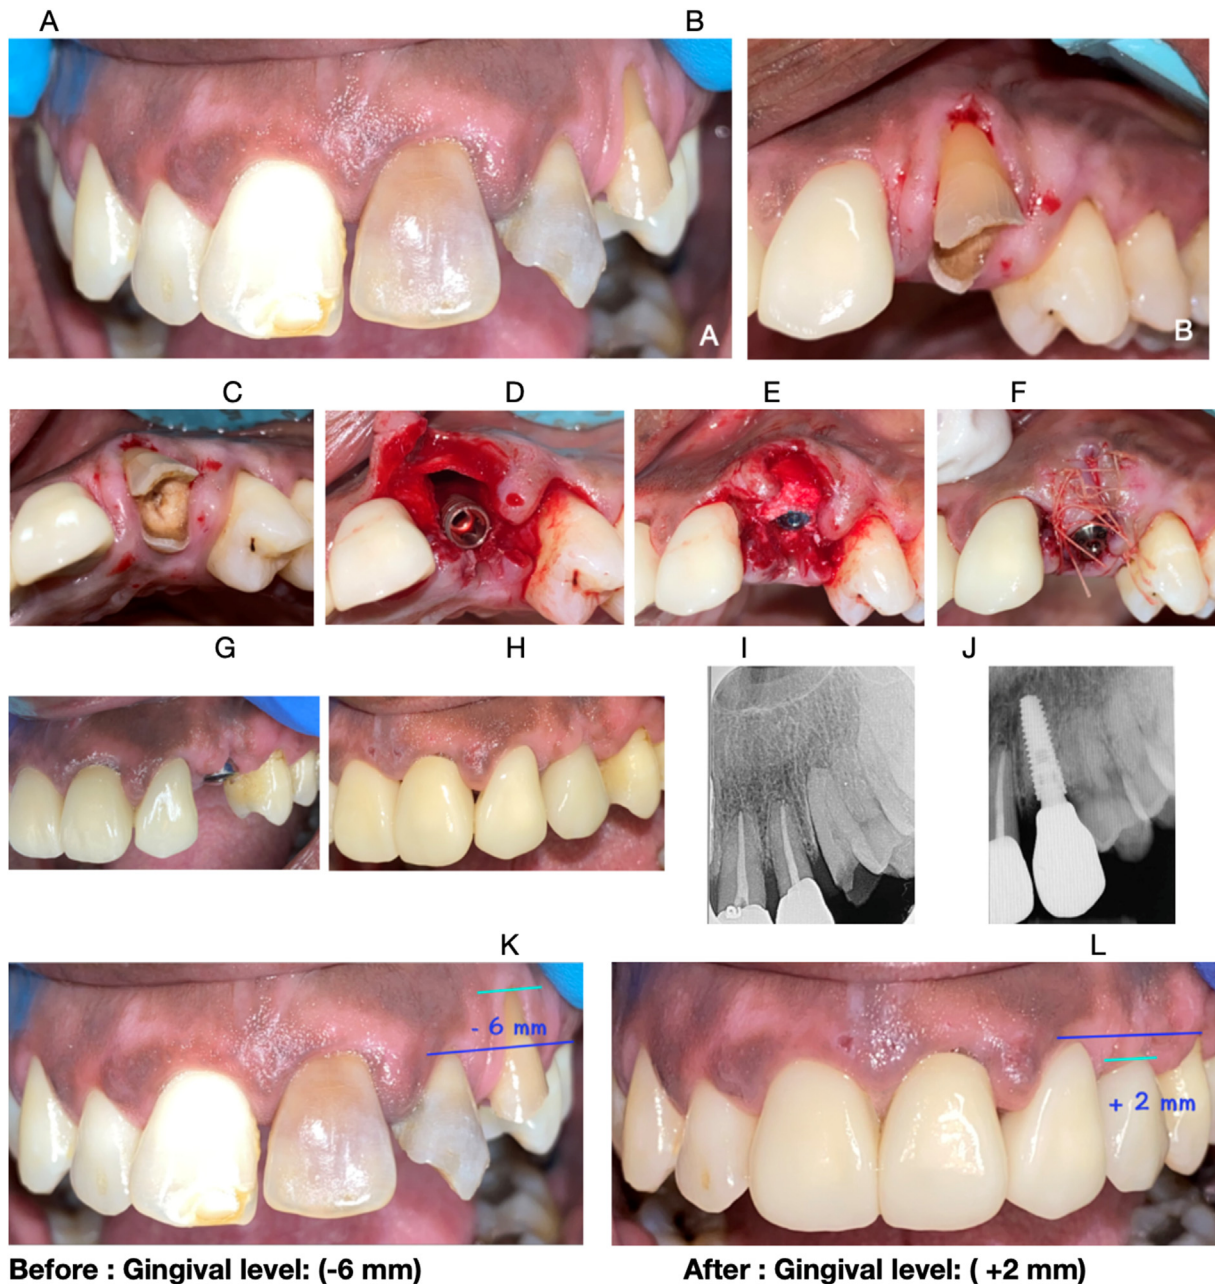 A B
A
B
C D E F
G H I J
K L
- 6 mm
+ 2 mm
Before : Gingival level: (-6 mm) After : Gingival level: ( +2 mm)